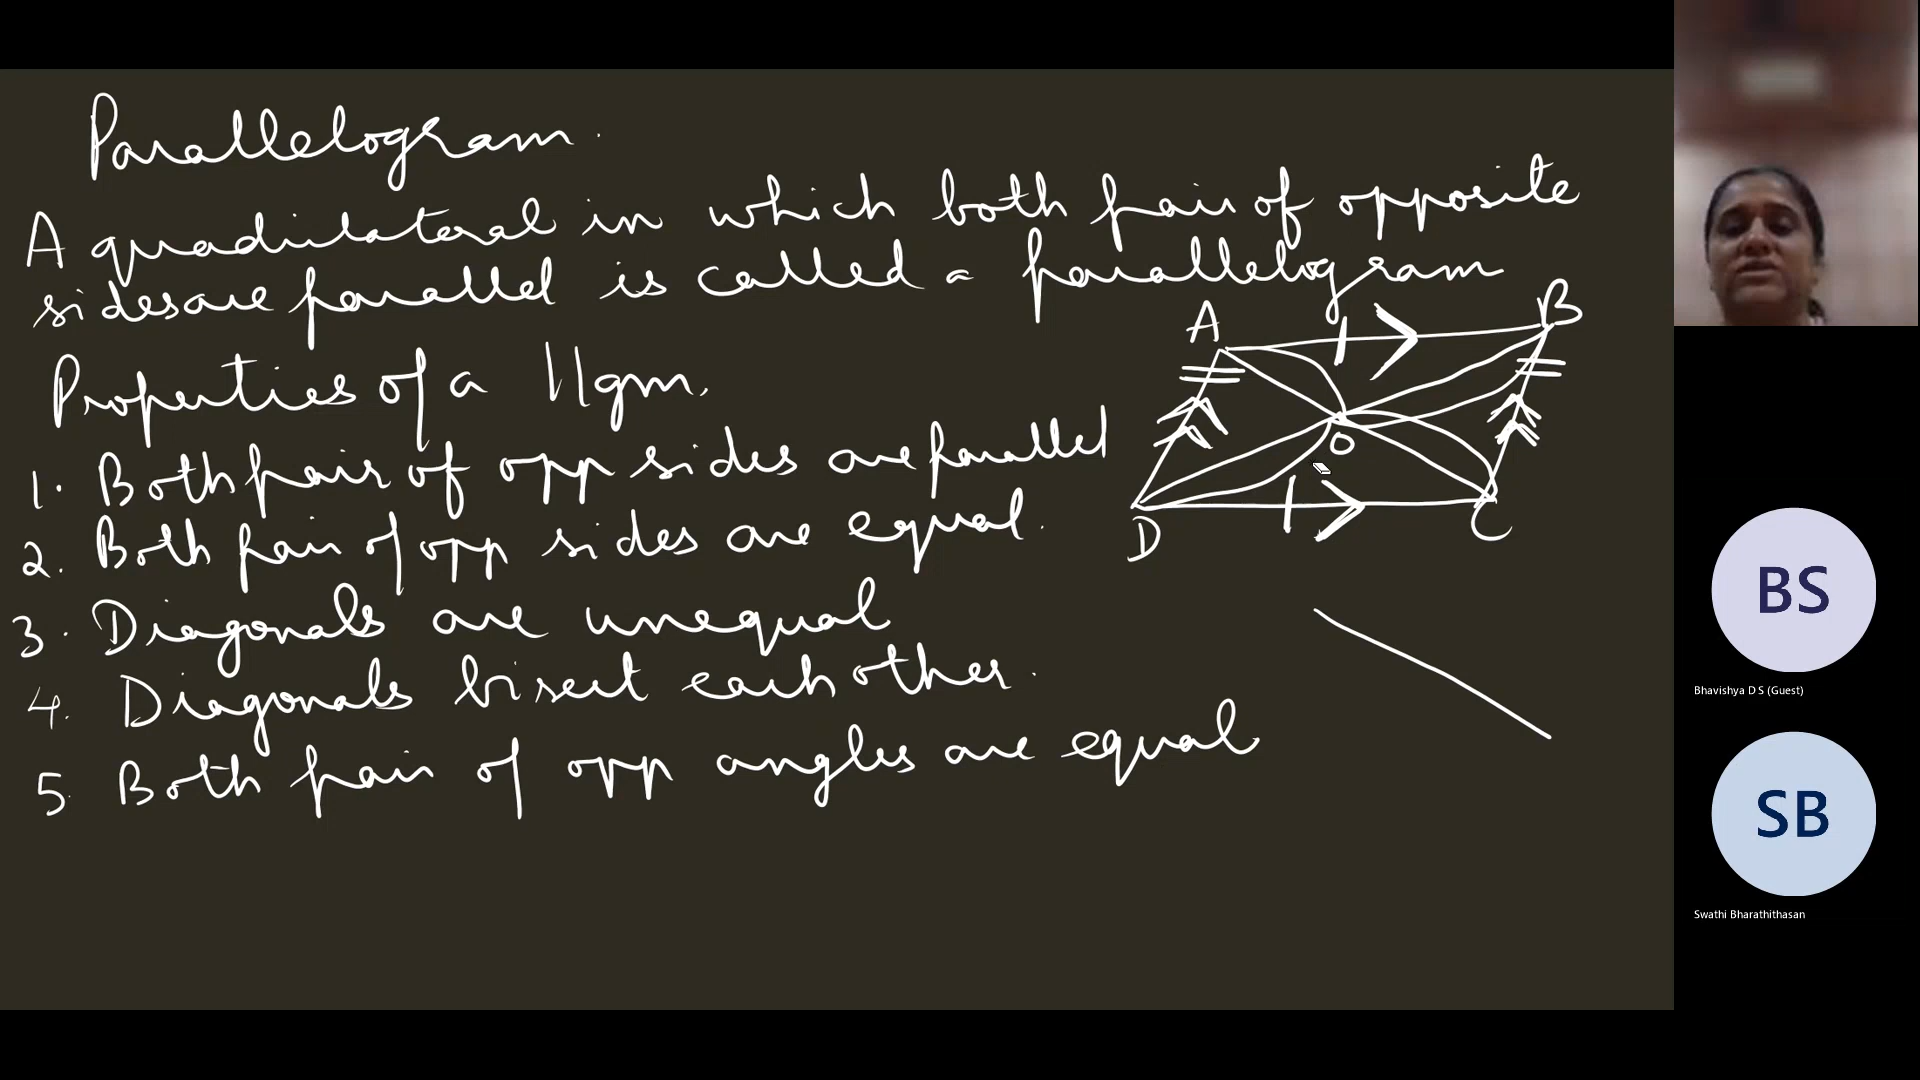 Parallelogram.
A quadrilateral in which both pair of opposite
sides are parallel is called a parallelogram
A
B
Properties of a llgm.
1. Both pair of opp sides are parallel
O
2. Both pair of opp sides are equal.
D
C
3. Diagonals are unequal
4. Diagonals bisect each other.
5. Both pair of opp angles are equal
BS
Bhavishya D S (Guest)
SB
Swathi Bharathithasan